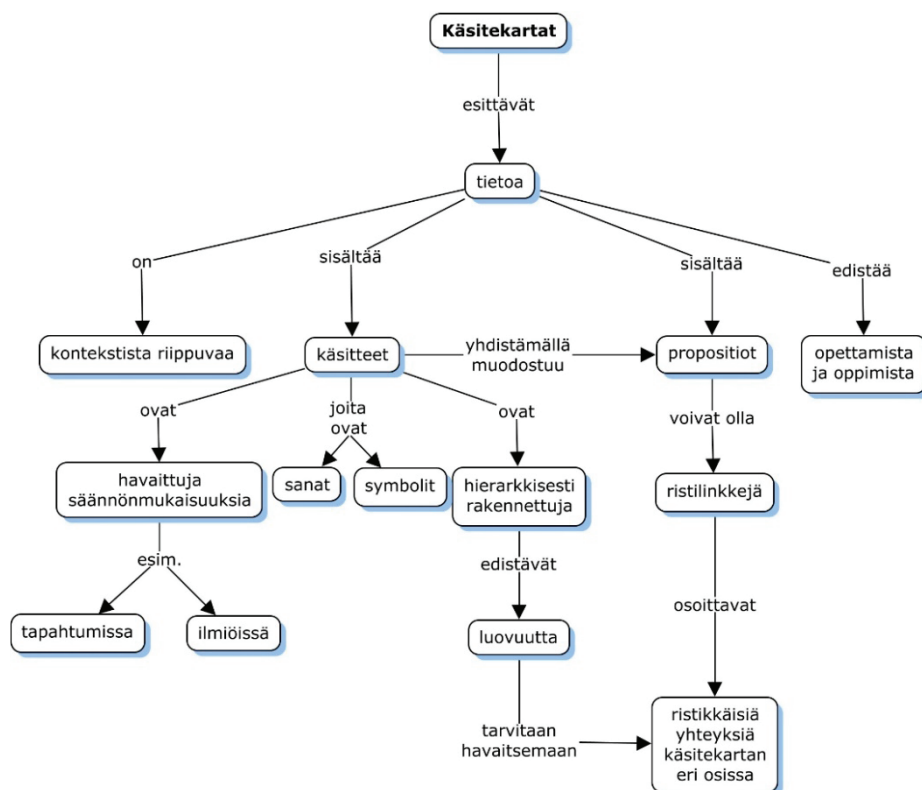 Käsitekartat
esittävät
tietoa
on
sisältää
sisältää
edistää
kontekstista riippuvaa
käsitteet
yhdistämällä
muodostuu
propositiot
opettamista
ja oppimista
ovat
joita
ovat
ovat
voivat olla
havaittuja
säännönmukaisuuksia
sanat
symbolit
hierarkkisesti
rakennettuja
ristilinkkejä
esim.
edistävät
tapahtumissa
ilmiöissä
luovuutta
osoittavat
tarvitaan
havaitsemaan
ristikkäisiä
yhteyksiä
käsitekartan
eri osissa